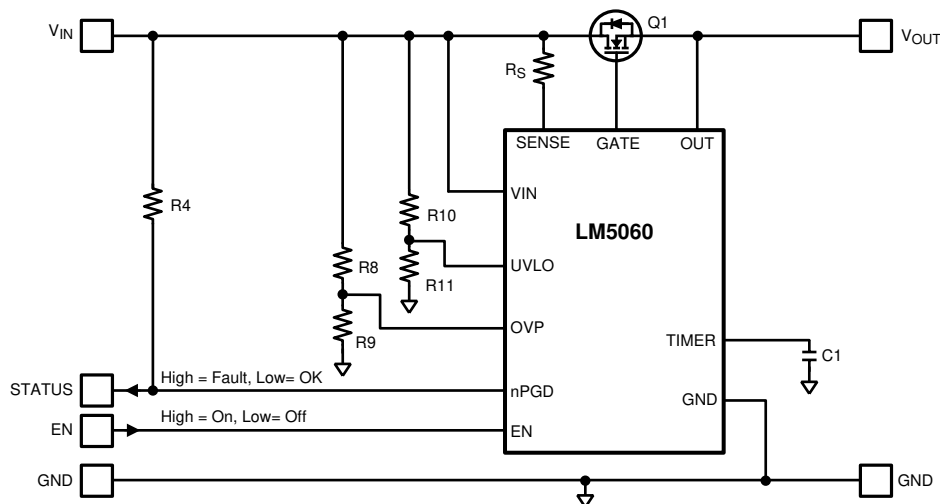 VIN
Q1
VOUT
RS
SENSE
GATE
OUT
VIN
R4
R10
LM5060
UVLO
R8
R11
OVP
R9
TIMER
C1
STATUS
High = Fault, Low= OK
nPGD
GND
EN
High = On, Low= Off
EN
GND
GND